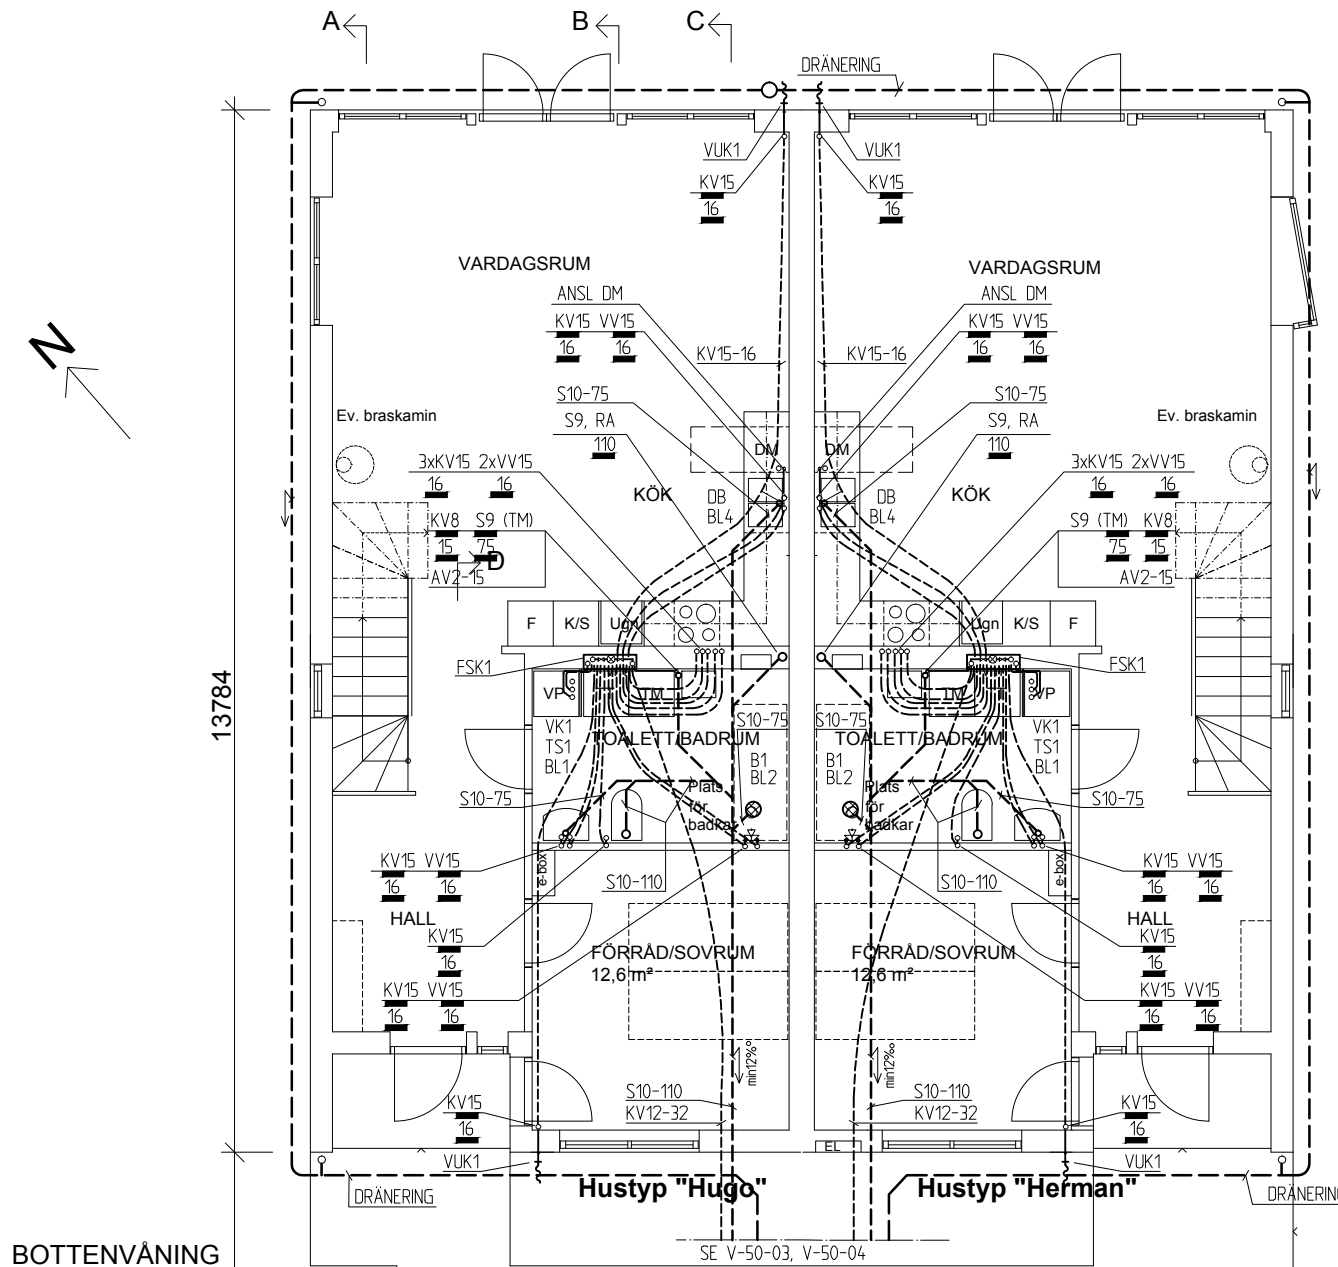 A
B
C
DRÄNERING
VUK1
VUK1
KV15
16
KV15
16
VARDAGSRUM
VARDAGSRUM
N
ANSL DM
ANSL DM
KV15 VV15
16 16
KV15 VV15
16 16
KV15-16
KV15-16
S10-75
S10-75
S9, RA
110
S9, RA
110
Ev. braskamin
Ev. braskamin
DM
DM
3xKV15 2xVV15
16 16
3xKV15 2xVV15
16 16
KÖK
KÖK
DB
BL4
DB
BL4
KV8 S9 (TM)
15 75
D
AV2-15
S9 (TM) KV8
75 15
AV2-15
F
K/S
Ugn
Ugn
K/S
F
FSK1
FSK1
VP
TM
TM
VP
13784
S10-75
S10-75
VK1
TS1
BL1
TOALETT/BADRUM
TOALETT/BADRUM
VK1
TS1
BL1
B1
BL2
B1
BL2
Plats
för
badkar
Plats
för
badkar
S10-75
S10-75
e-box
e-box
KV15 VV15
16 16
KV15 VV15
16 16
S10-110
S10-110
HALL
HALL
KV15
16
KV15
16
FÖRRÅD/SOVRUM
12,6 m²
FÖRRÅD/SOVRUM
12,6 m²
KV15 VV15
16 16
KV15 VV15
16 16
min12‰
min12‰
S10-110
KV12-32
S10-110
KV12-32
KV15
16
KV15
16
EL
VUK1
VUK1
DRÄNERING
Hustyp "Hugo"
Hustyp "Herman"
DRÄNERING
SE V-50-03, V-50-04
BOTTENVÅNING